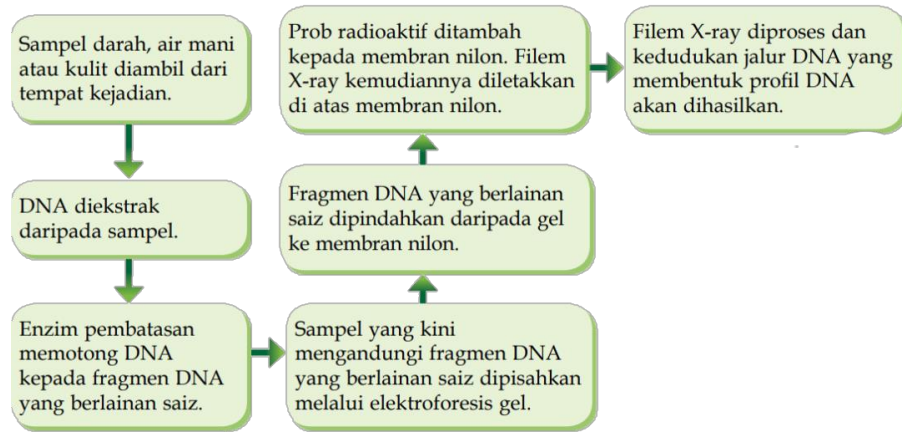 Sampel darah, air mani
atau kulit diambil dari
tempat kejadian.
DNA diekstrak
daripada sampel.
Enzim pembatasan
memotong DNA
kepada fragmen DNA
yang berlainan saiz.
Sampel yang kini
mengandungi fragmen DNA
yang berlainan saiz dipisahkan
melalui elektroforesis gel.
Fragmen DNA yang berlainan
saiz dipindahkan daripada gel
ke membran nilon.
Prob radioaktif ditambah
kepada membran nilon. Filem
X-ray kemudiannya diletakkan
di atas membran nilon.
Filem X-ray diproses dan
kedudukan jalur DNA yang
membentuk profil DNA
akan dihasilkan.